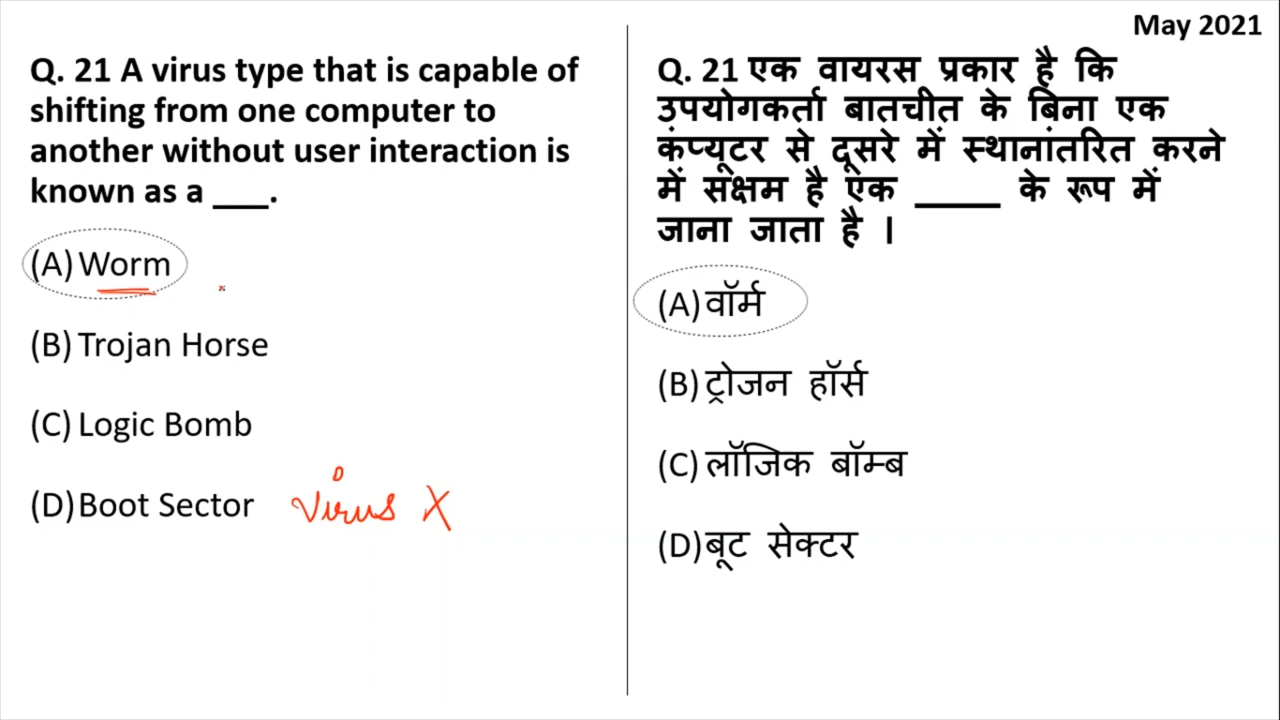 May 2021
Q. 21 A virus type that is capable of
shifting from one computer to
another without user interaction is
known as a ___.
(A) Worm
(B) Trojan Horse
(C) Logic Bomb
(D) Boot Sector virus X
Q. 21 एक वायरस प्रकार है कि
उपयोगकर्ता बातचीत के बिना एक
कंप्यूटर से दूसरे में स्थानांतरित करने
में सक्षम है एक _____ के रूप में
जाना जाता है ।
(A) वॉर्म
(B) ट्रोजन हॉर्स
(C) लॉजिक बॉम्ब
(D) बूट सेक्टर